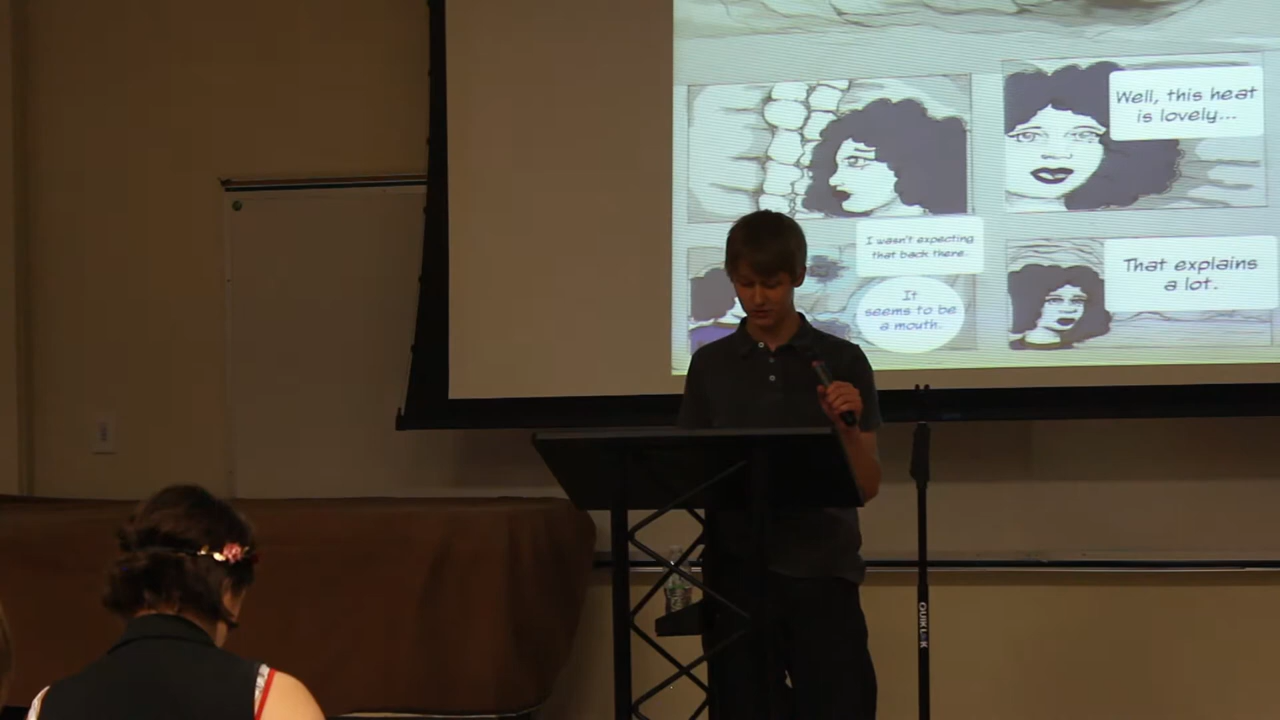 Well, this heat
is lovely...
I wasn't expecting
that back there.
It
seems to be
a mouth.
That explains
a lot.